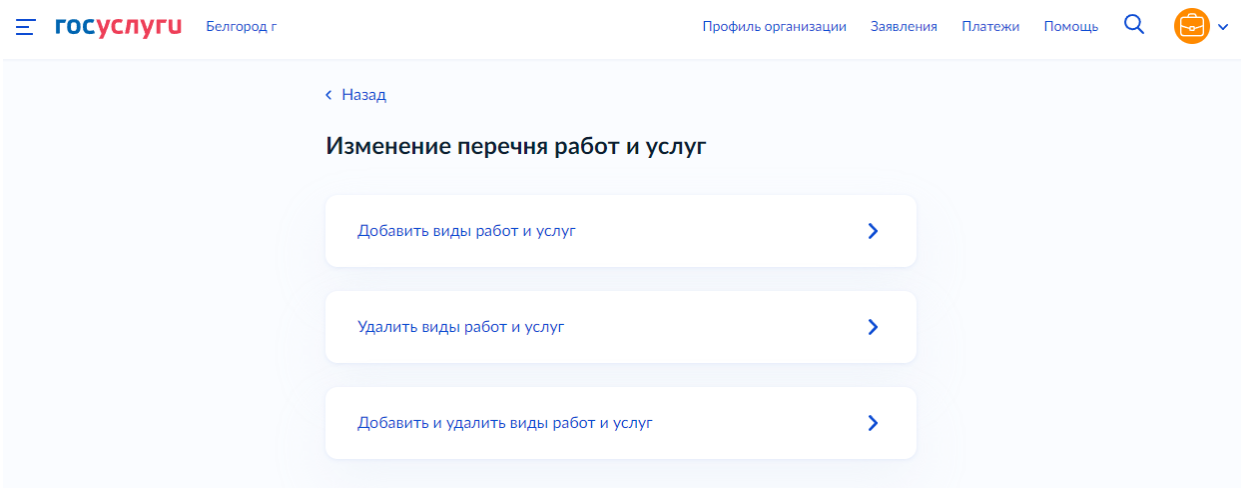 госуслуги Белгород г Профиль организации Заявления Платежи Помощь
Назад
Изменение перечня работ и услуг
Добавить виды работ и услуг
Удалить виды работ и услуг
Добавить и удалить виды работ и услуг